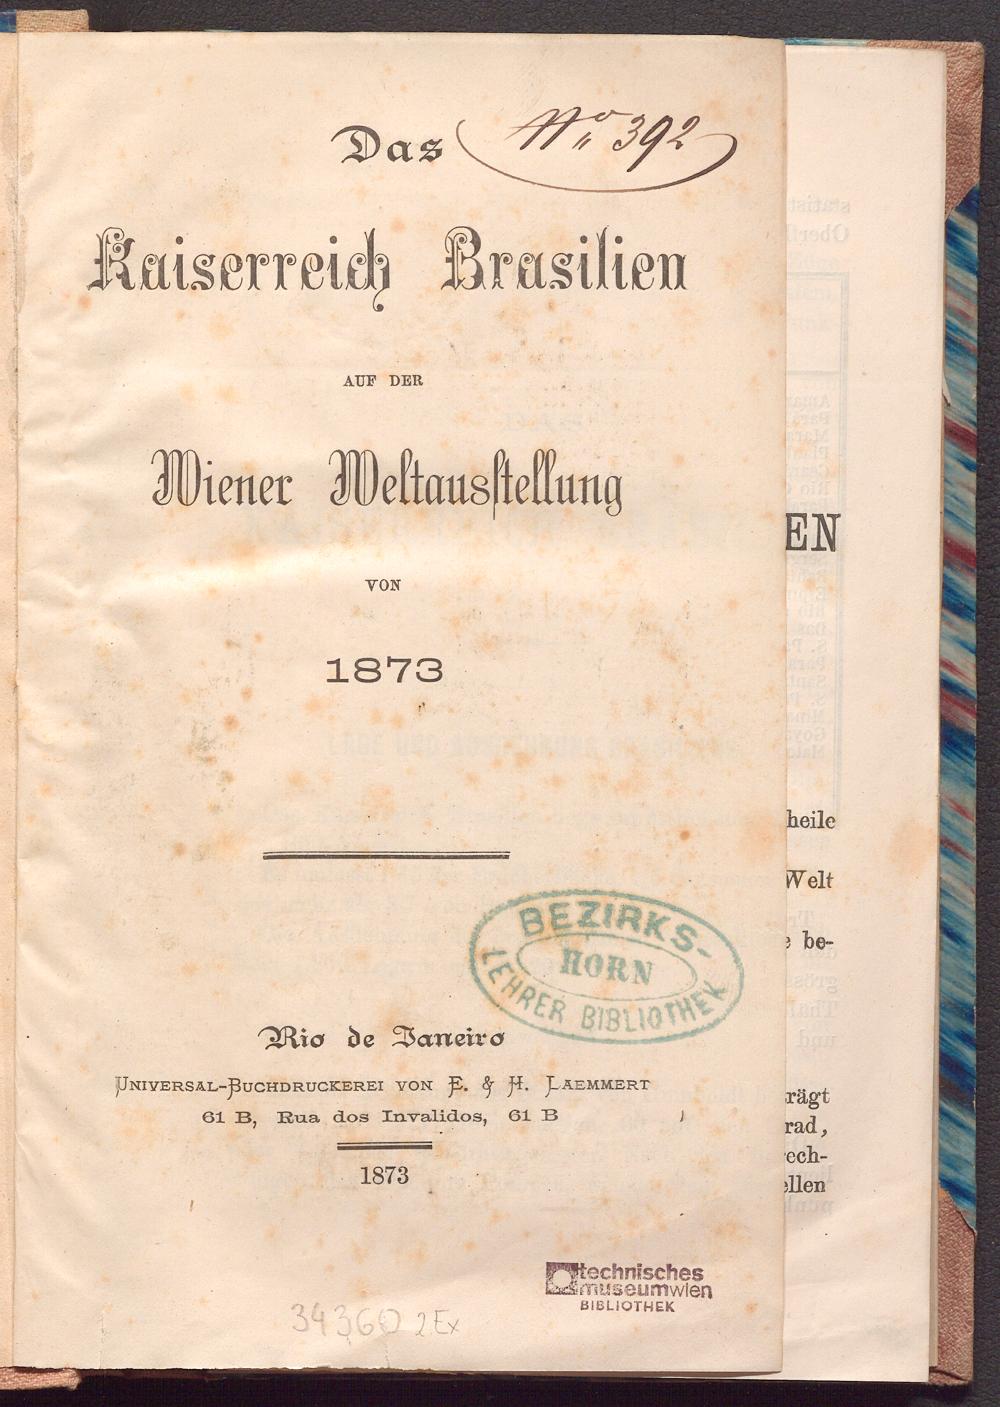 Das
Nº 392
Kaiserreich Brasilien
AUF DER
Wiener Weltausstellung
VON
1873
BEZIRKS-
HORN
LEHRER BIBLIOTHEK
Rio de Janeiro
UNIVERSAL-BUCHDRUCKEREI VON E. & H. LAEMMERT
61 B, Rua dos Invalidos, 61 B
1873
technisches
museumwien
BIBLIOTHEK
34360 2Ex
EN
heile
Welt
e be-
rägt
rad,
ech-
ellen